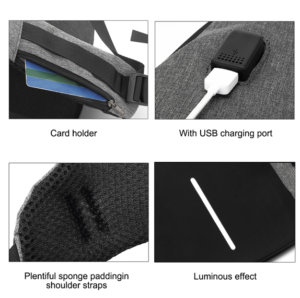 Card holder
With USB charging port
Plentiful sponge paddingin
shoulder straps
Luminous effect